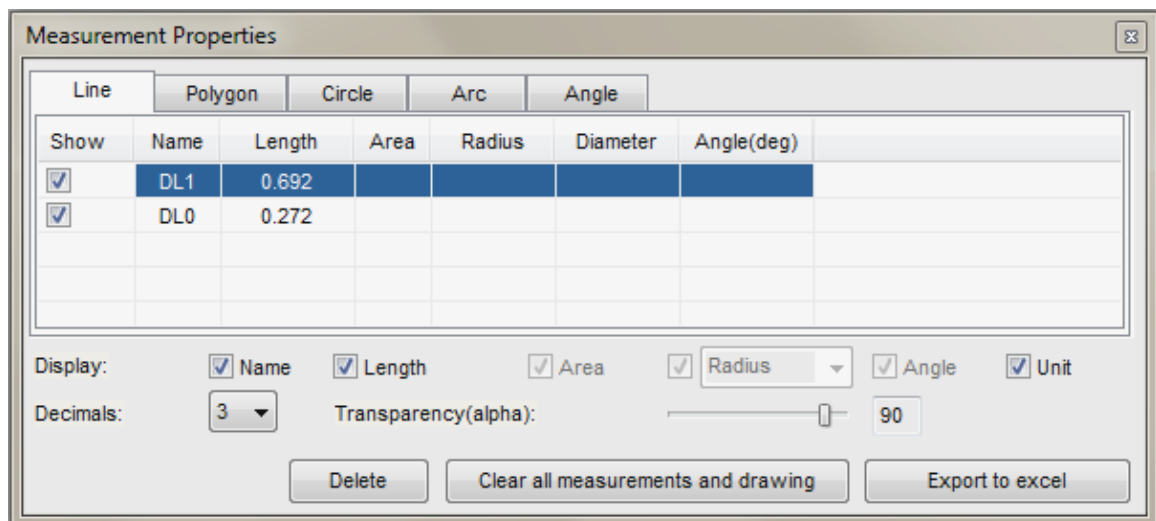 Measurement Properties
Line Polygon Circle Arc Angle
Show Name Length Area Radius Diameter Angle(deg)
DL1 0.692
DL0 0.272
Display: Name Length Area Radius Angle Unit
Decimals: 3 Transparency(alpha): 90
Delete Clear all measurements and drawing Export to excel